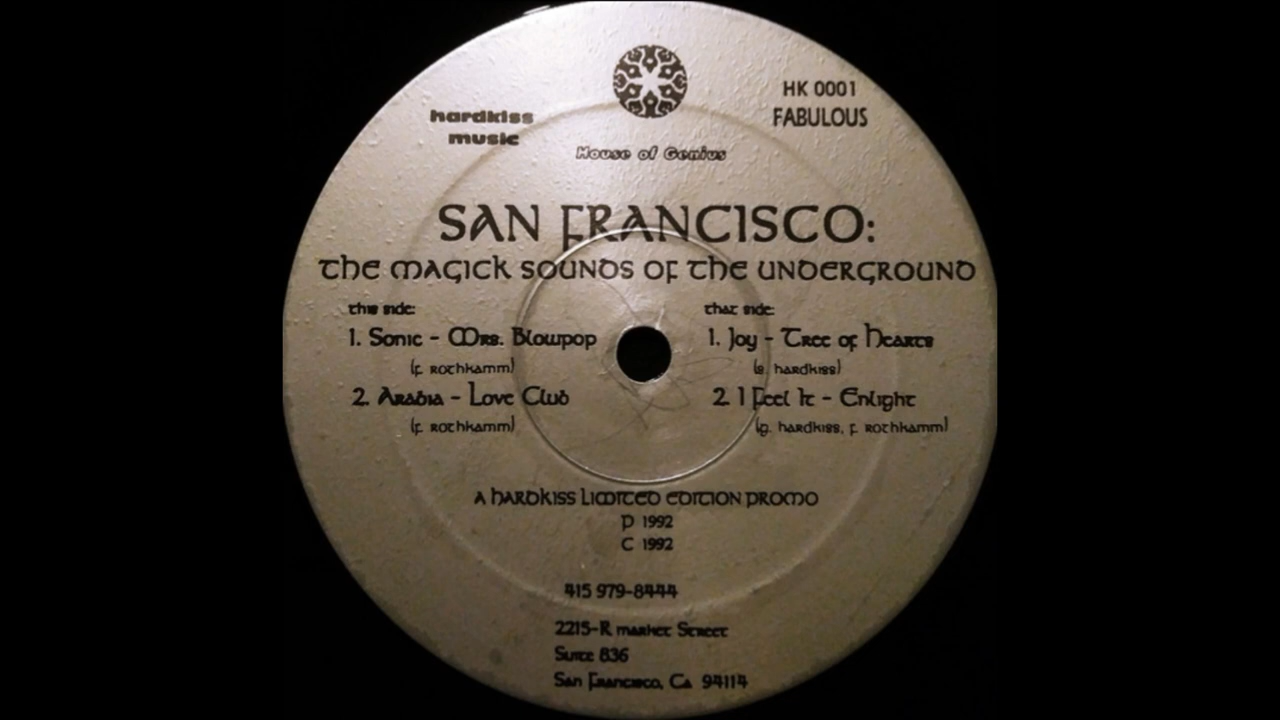 HK 0001
hardkiss
music
FABULOUS
House of Genius
SAN FRANCISCO:
the magick sounds of the underground
this side:
that side:
1. Sonic - Mrs. Blowpop
(f. rothkamm)
2. Arabia - Love Club
(f. rothkamm)
1. Joy - Tree of Hearts
(s. hardkiss)
2. I Feel It - Enlight
(g. hardkiss, f. rothkamm)
A hardkiss limited edition promo
P 1992
C 1992
415 979-8444
2215-R market Street
Suite 836
San Francisco, Ca 94114